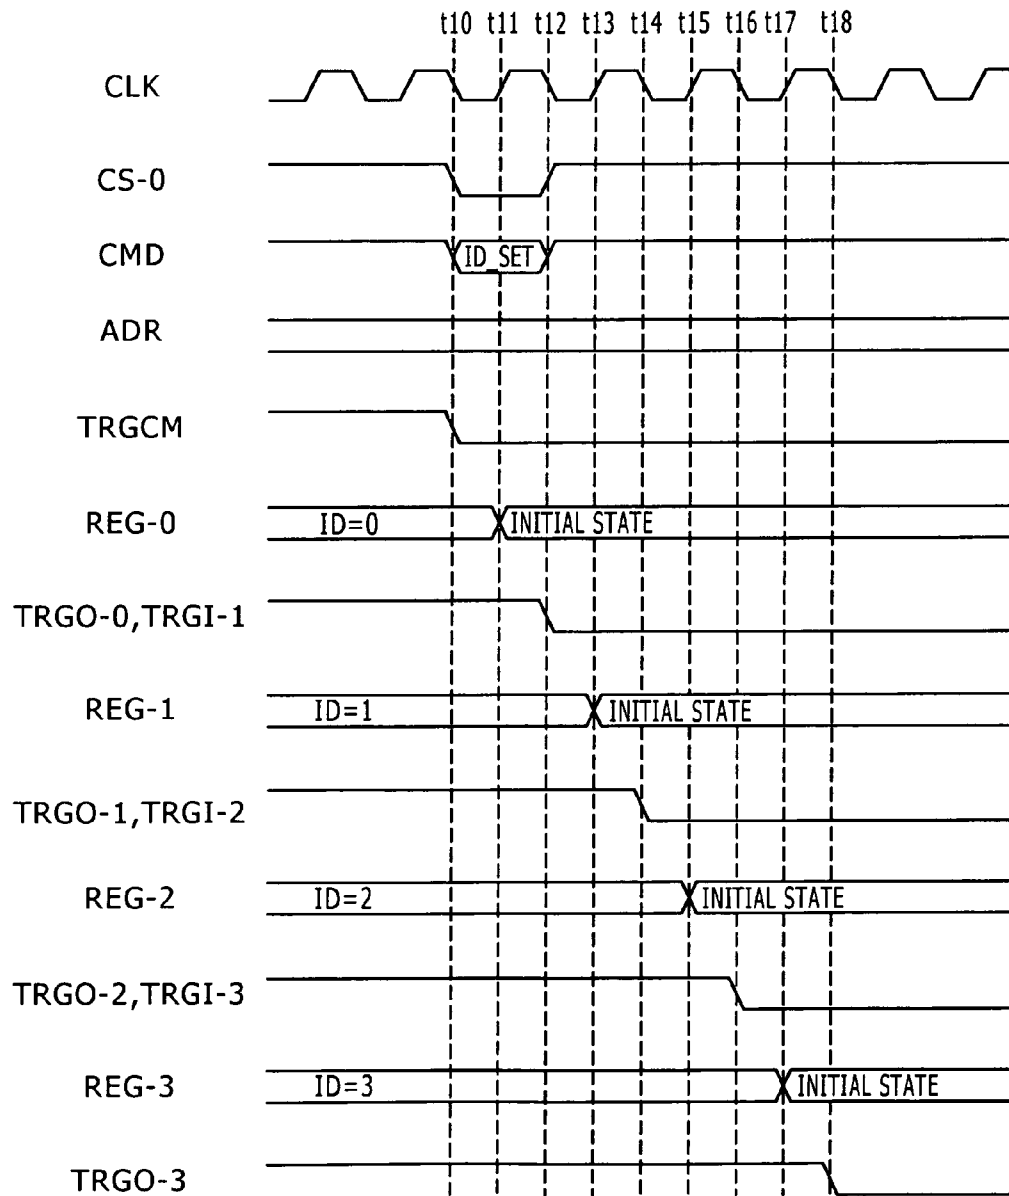 t10 t11 t12 t13 t14 t15 t16 t17 t18
CLK
CS-0
CMD ID_SET
ADR
TRGCM
REG-0 ID=0 INITIAL STATE
TRGO-0,TRGI-1
REG-1 ID=1 INITIAL STATE
TRGO-1,TRGI-2
REG-2 ID=2 INITIAL STATE
TRGO-2,TRGI-3
REG-3 ID=3 INITIAL STATE
TRGO-3